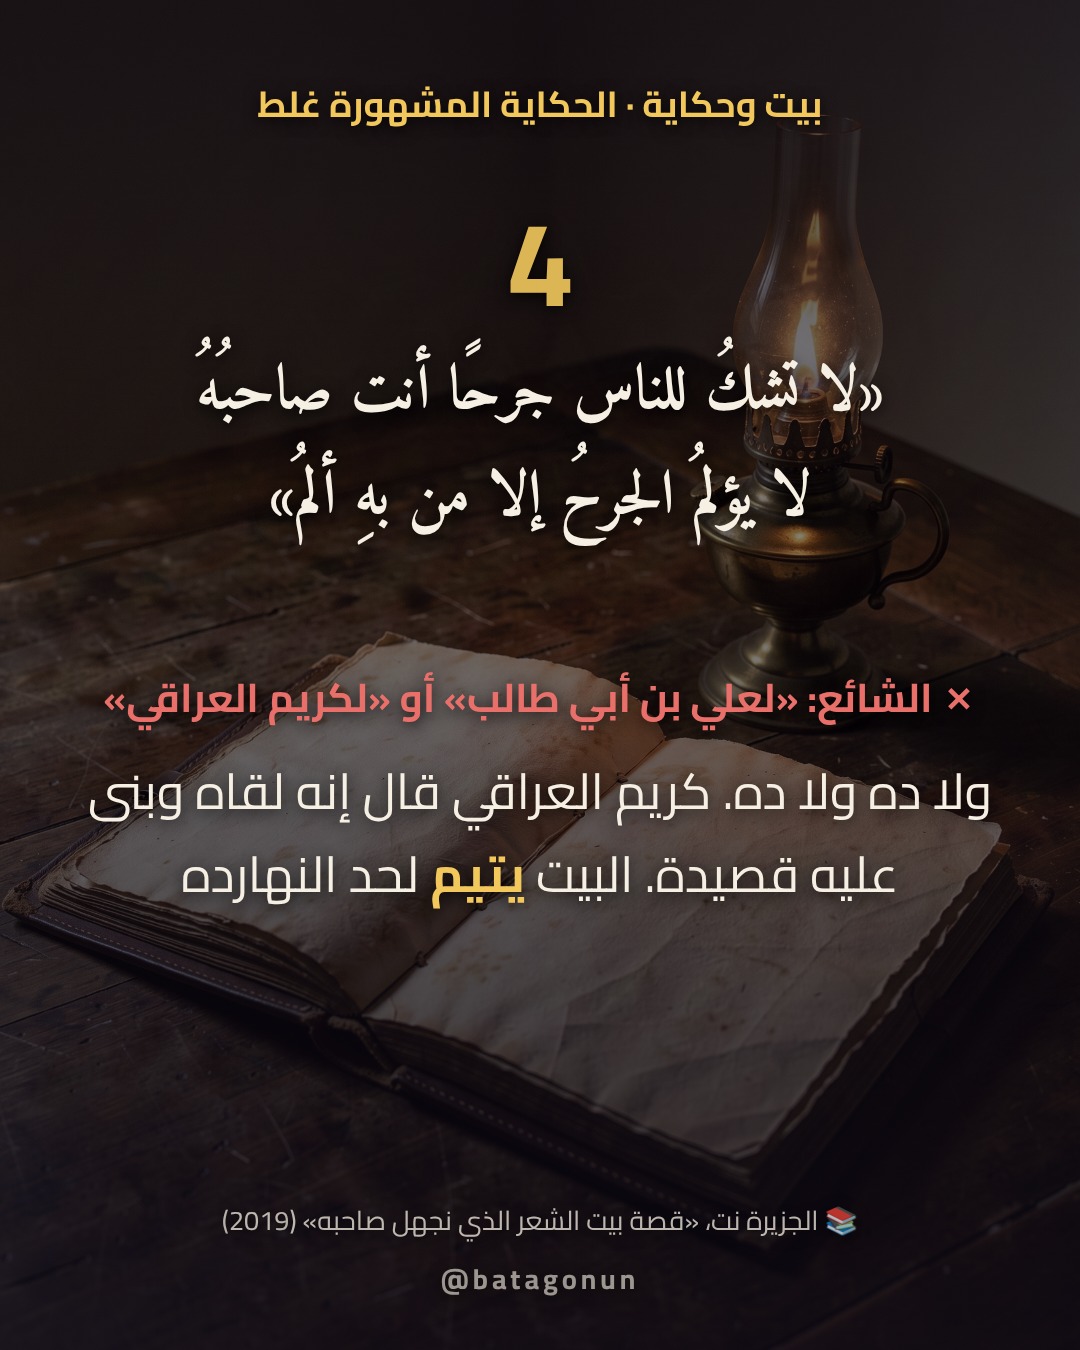 بيت وحكاية · الحكاية المشهورة غلط
4
«لا تشكُ للناس جرحًا أنت صاحبُهُ
لا يؤلمُ الجرحُ إلا من بهِ ألمُ»
× الشائع: «لعلي بن أبي طالب» أو «لكريم العراقي»
ولا ده ولا ده. كريم العراقي قال إنه لقاه وبنى
عليه قصيدة. البيت يتيم لحد النهارده
📚 الجزيرة نت، «قصة بيت الشعر الذي نجهل صاحبه» (2019)
@batagonun